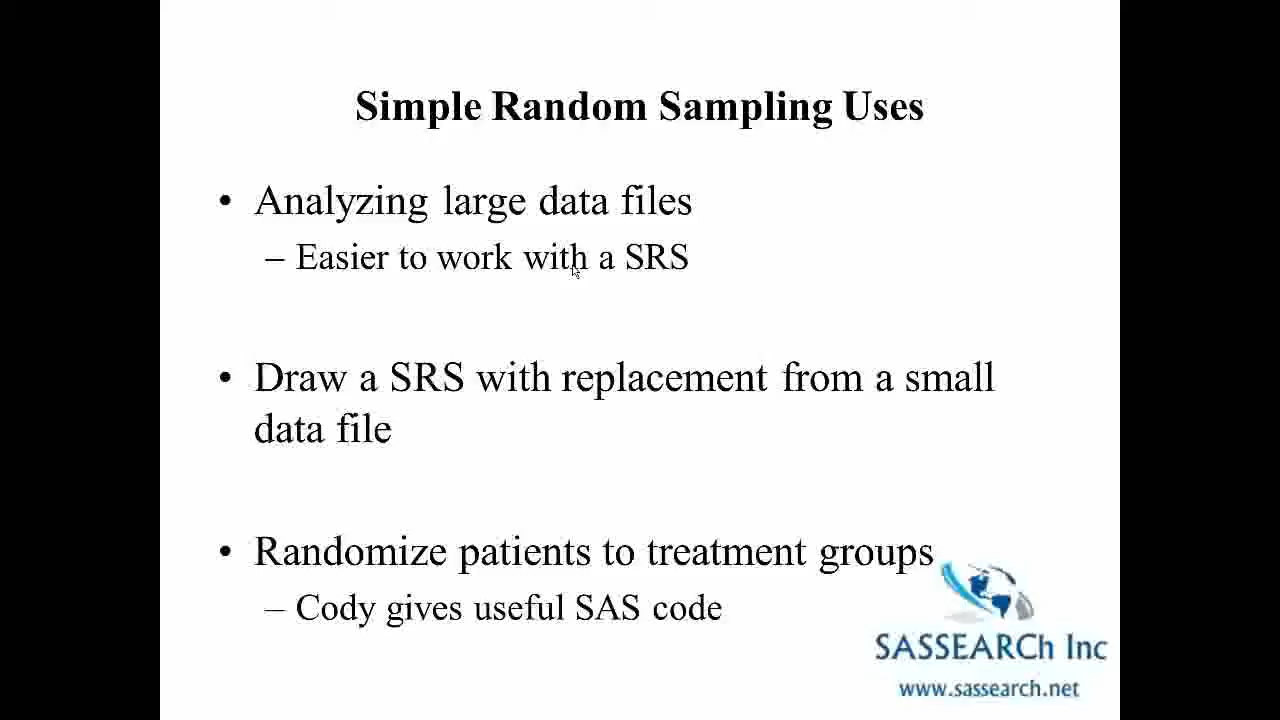 Simple Random Sampling Uses
• Analyzing large data files
– Easier to work with a SRS
• Draw a SRS with replacement from a small
data file
• Randomize patients to treatment groups
– Cody gives useful SAS code
SASSEARCh Inc
www.sassearch.net